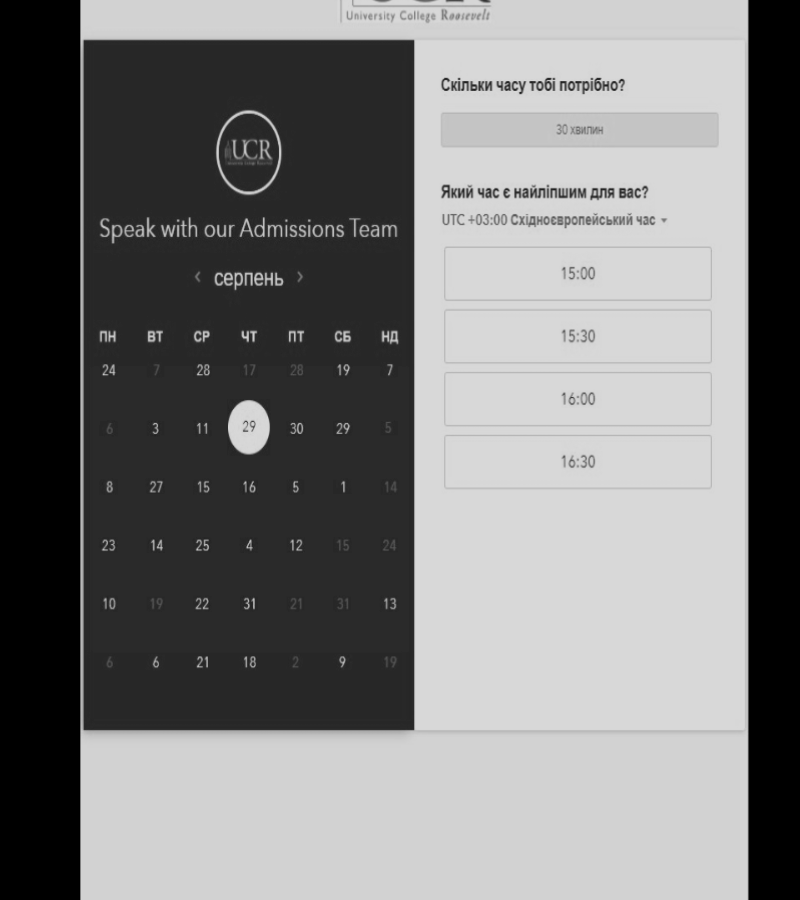 University College Roosevelt
UCR
Speak with our Admissions Team
‹ серпень ›
ПН ВТ СР ЧТ ПТ СБ НД
24 7 28 17 28 19 7
6 3 11 29 30 29 5
8 27 15 16 5 1 14
23 14 25 4 12 15 24
10 19 22 31 21 31 13
6 6 21 18 2 9 19
Скільки часу тобі потрібно?
30 хвилин
Який час є найліпшим для вас?
UTC +03:00 Східноєвропейський час
15:00
15:30
16:00
16:30